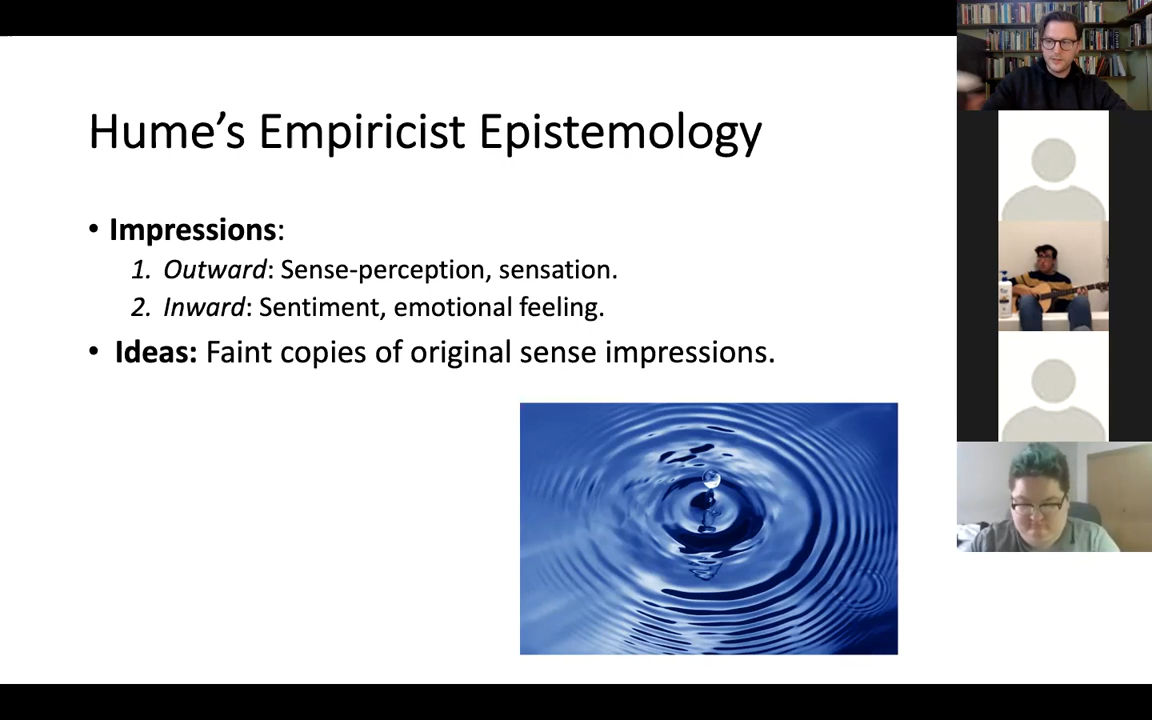 Hume’s Empiricist Epistemology
• Impressions:
1. Outward: Sense-perception, sensation.
2. Inward: Sentiment, emotional feeling.
• Ideas: Faint copies of original sense impressions.